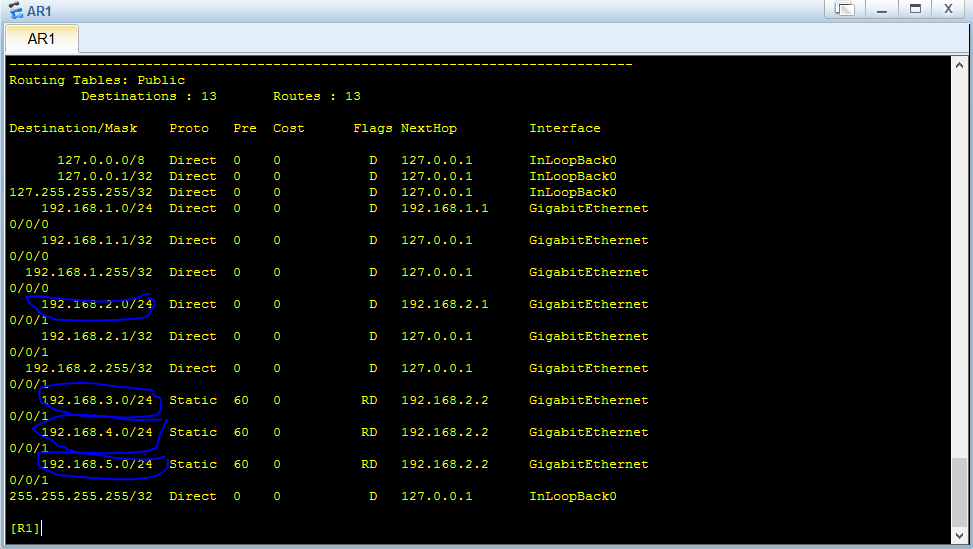 AR1
AR1
--------------------------------------------------------------------------------
Routing Tables: Public
Destinations : 13 Routes : 13
Destination/Mask Proto Pre Cost Flags NextHop Interface
127.0.0.0/8 Direct 0 0 D 127.0.0.1 InLoopBack0
127.0.0.1/32 Direct 0 0 D 127.0.0.1 InLoopBack0
127.255.255.255/32 Direct 0 0 D 127.0.0.1 InLoopBack0
192.168.1.0/24 Direct 0 0 D 192.168.1.1 GigabitEthernet
0/0/0
192.168.1.1/32 Direct 0 0 D 127.0.0.1 GigabitEthernet
0/0/0
192.168.1.255/32 Direct 0 0 D 127.0.0.1 GigabitEthernet
0/0/0
192.168.2.0/24 Direct 0 0 D 192.168.2.1 GigabitEthernet
0/0/1
192.168.2.1/32 Direct 0 0 D 127.0.0.1 GigabitEthernet
0/0/1
192.168.2.255/32 Direct 0 0 D 127.0.0.1 GigabitEthernet
0/0/1
192.168.3.0/24 Static 60 0 RD 192.168.2.2 GigabitEthernet
0/0/1
192.168.4.0/24 Static 60 0 RD 192.168.2.2 GigabitEthernet
0/0/1
192.168.5.0/24 Static 60 0 RD 192.168.2.2 GigabitEthernet
0/0/1
255.255.255.255/32 Direct 0 0 D 127.0.0.1 InLoopBack0
[R1]